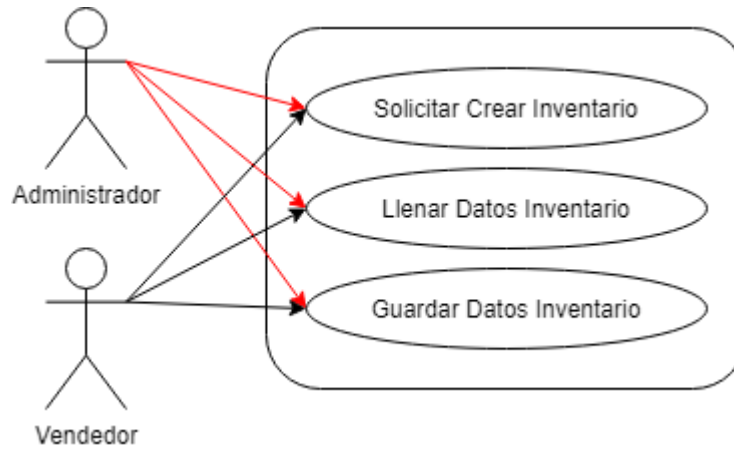 Solicitar Crear Inventario
Administrador
Llenar Datos Inventario
Guardar Datos Inventario
Vendedor